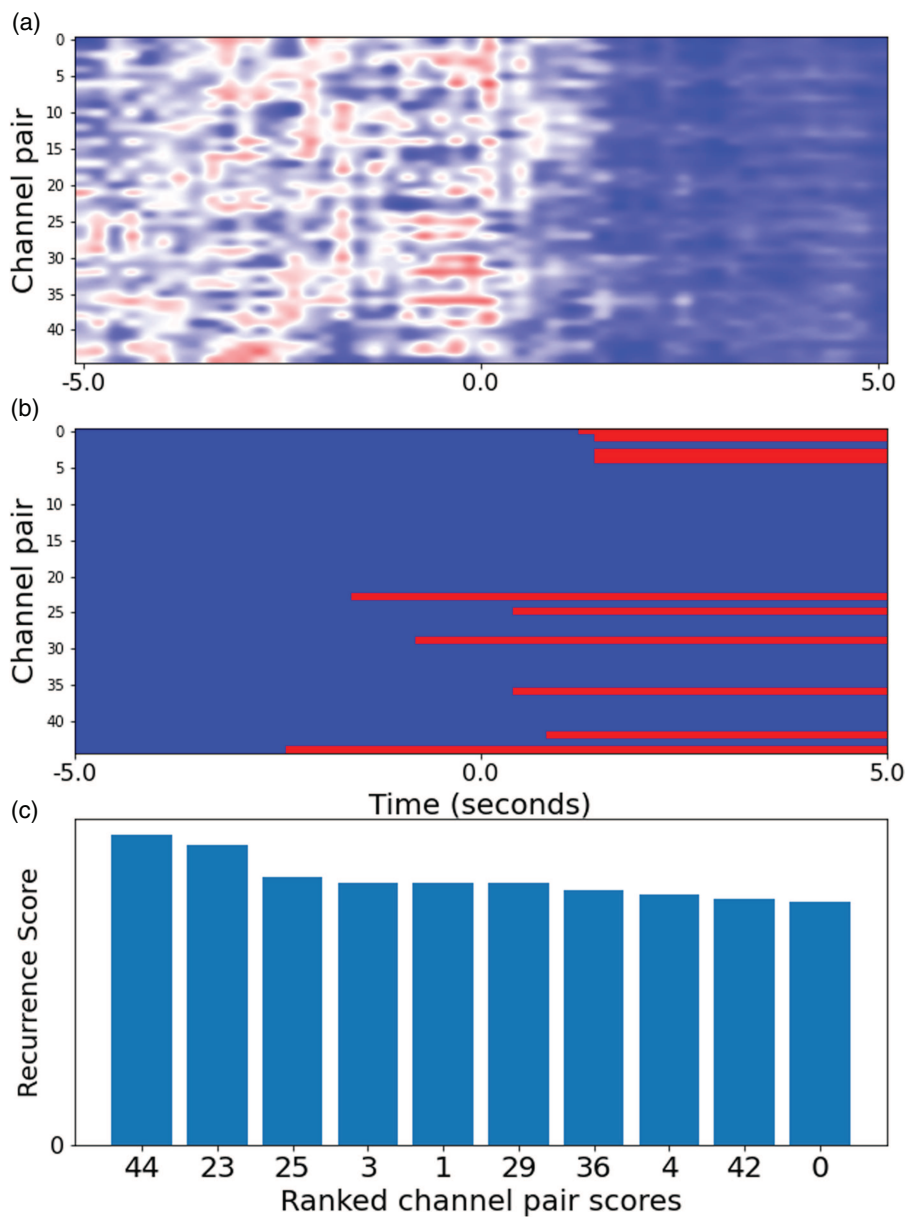 (a)
Channel pair
0
5
10
15
20
25
30
35
40
-5.0 0.0 5.0
(b)
Channel pair
0
5
10
15
20
25
30
35
40
-5.0 0.0 5.0
Time (seconds)
(c)
Recurrence Score
0
44 23 25 3 1 29 36 4 42 0
Ranked channel pair scores